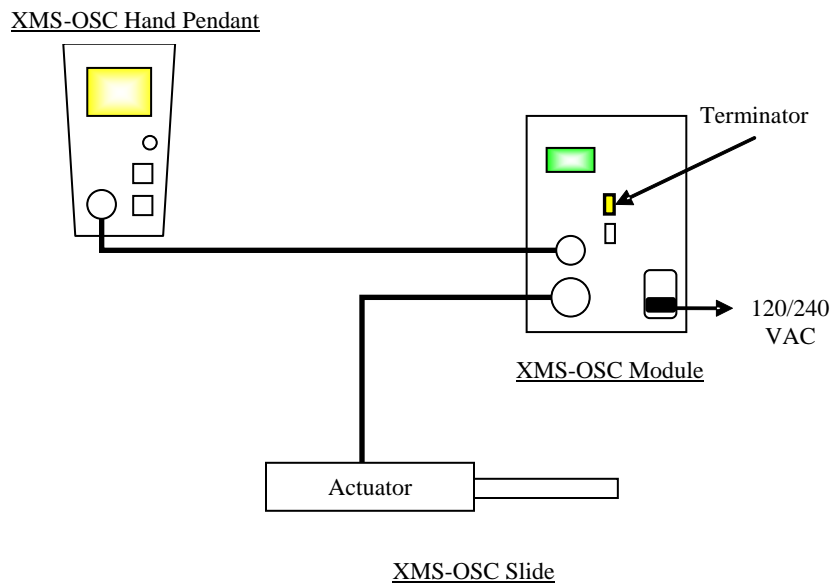 XMS-OSC Hand Pendant
Terminator
120/240
VAC
XMS-OSC Module
Actuator
XMS-OSC Slide